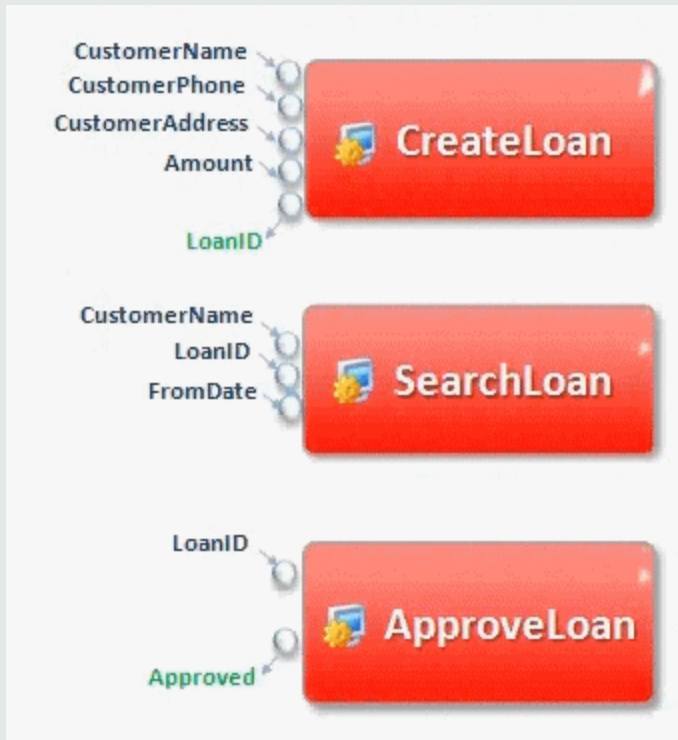 CustomerName
CustomerPhone
CustomerAddress
Amount
CreateLoan
LoanID
CustomerName
LoanID
FromDate
SearchLoan
LoanID
ApproveLoan
Approved